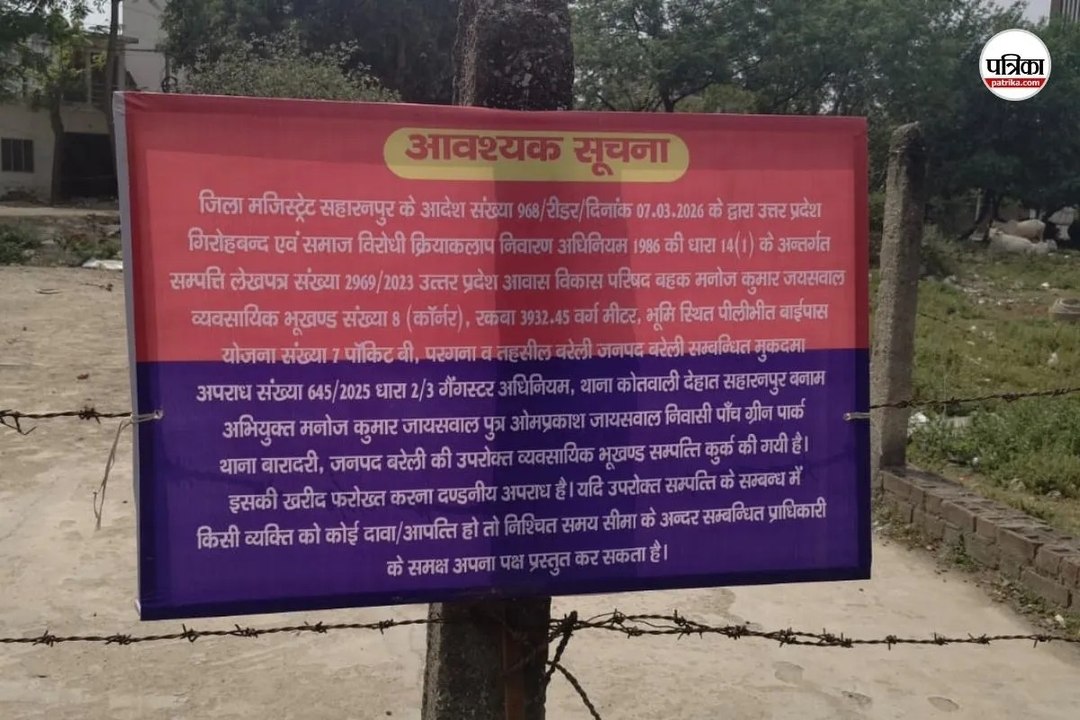 पत्रिका
patrika.com
आवश्यक सूचना
जिला मजिस्ट्रेट सहारनपुर के आदेश संख्या 968/रीडर/दिनांक 07.03.2026 के द्वारा उत्तर प्रदेश
गिरोहबन्द एवं समाज विरोधी क्रियाकलाप निवारण अधिनियम 1986 की धारा 14(1) के अन्तर्गत
सम्पत्ति लेखपत्र संख्या 2969/2023 उत्तर प्रदेश आवास विकास परिषद बहक मनोज कुमार जयसवाल
व्यवसायिक भूखण्ड संख्या 8 (कॉर्नर), रकबा 3932.45 वर्ग मीटर, भूमि स्थित पीलीभीत बाईपास
योजना संख्या 7 पॉकिट बी, परगना व तहसील बरेली जनपद बरेली सम्बन्धित मुकदमा
अपराध संख्या 645/2025 धारा 2/3 गैंगस्टर अधिनियम, थाना कोतवाली देहात सहारनपुर बनाम
अभियुक्त मनोज कुमार जायसवाल पुत्र ओमप्रकाश जायसवाल निवासी पाँच ग्रीन पार्क
थाना बारादरी, जनपद बरेली की उपरोक्त व्यवसायिक भूखण्ड सम्पत्ति कुर्क की गयी है।
इसकी खरीद फरोख्त करना दण्डनीय अपराध है। यदि उपरोक्त सम्पत्ति के सम्बन्ध में
किसी व्यक्ति को कोई दावा/आपत्ति हो तो निश्चित समय सीमा के अन्दर सम्बन्धित प्राधिकारी
के समक्ष अपना पक्ष प्रस्तुत कर सकता है।